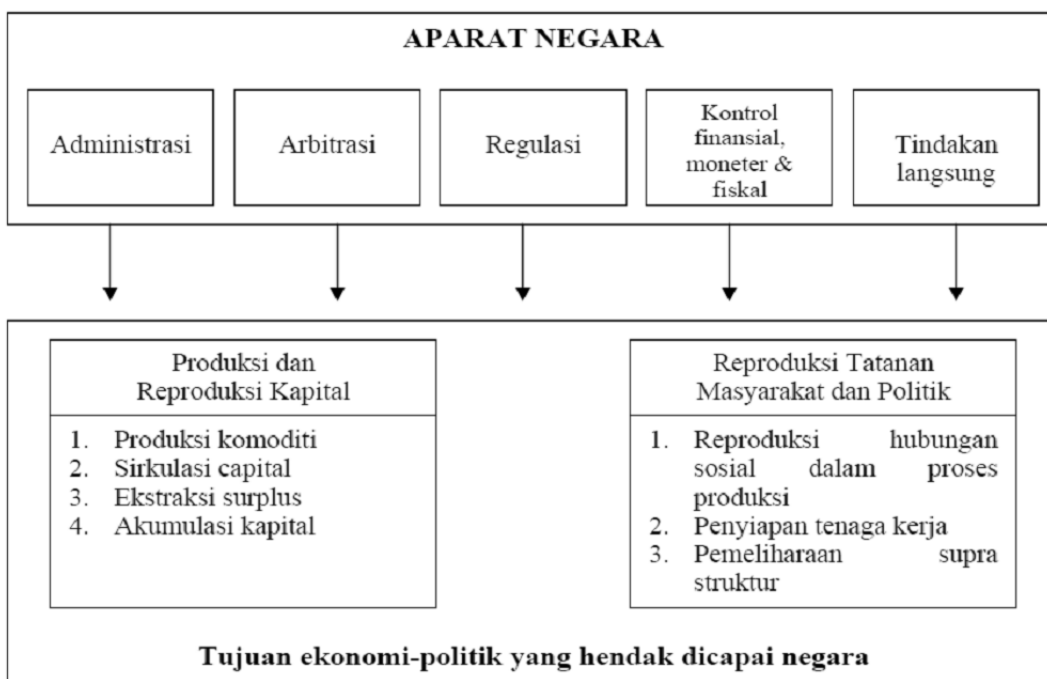 APARAT NEGARA
Administrasi
Arbitrasi
Regulasi
Kontrol
finansial,
moneter &
fiskal
Tindakan
langsung
Produksi dan
Reproduksi Kapital
1. Produksi komoditi
2. Sirkulasi capital
3. Ekstraksi surplus
4. Akumulasi kapital
Reproduksi Tatanan
Masyarakat dan Politik
1. Reproduksi hubungan
sosial dalam proses
produksi
2. Penyiapan tenaga kerja
3. Pemeliharaan supra
struktur
Tujuan ekonomi-politik yang hendak dicapai negara